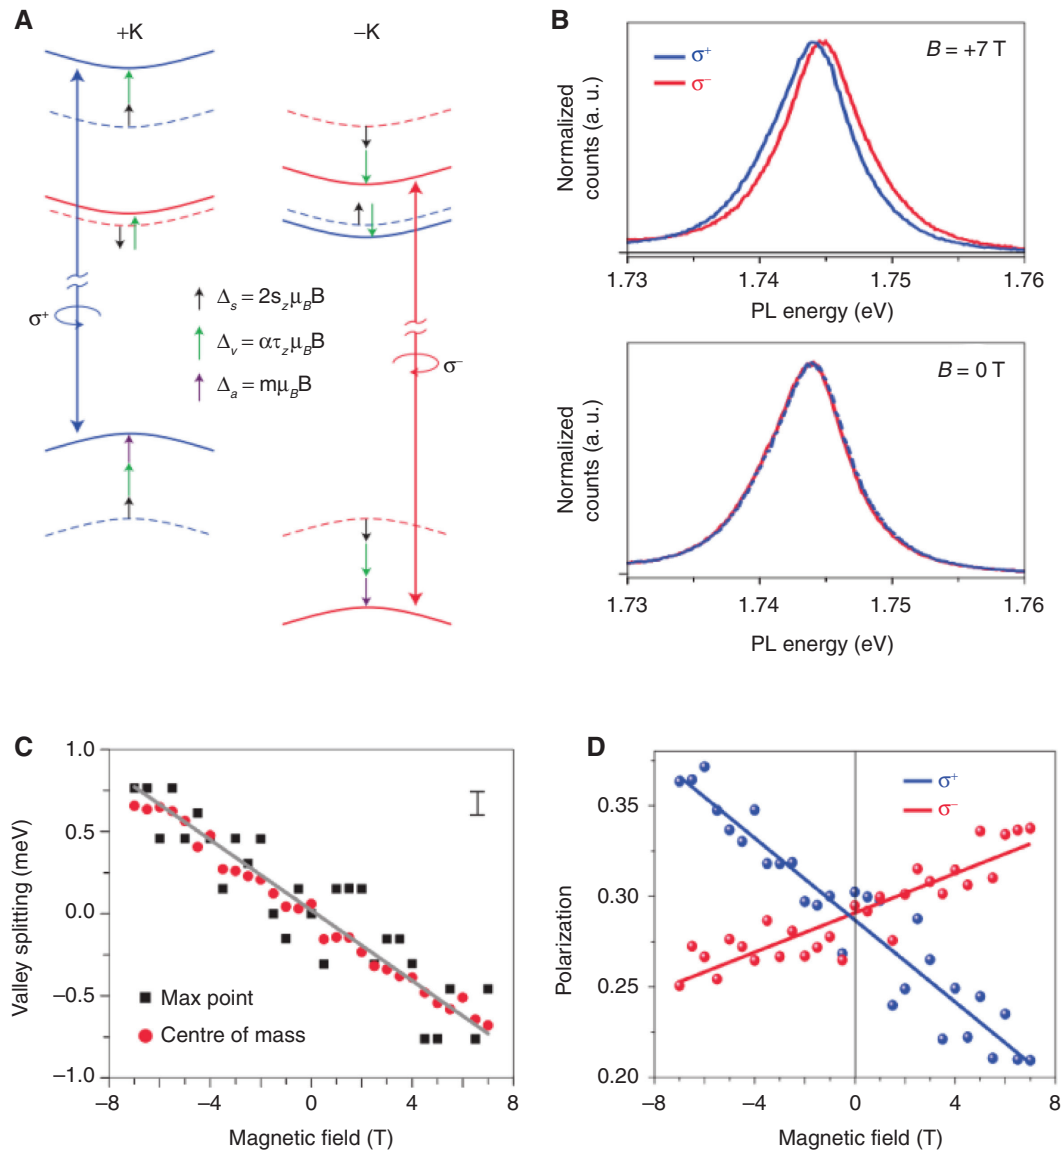 A
+K
−K
σ⁺
Δₛ = 2s_zμ_BB
Δᵥ = ατ_zμ_BB
Δₐ = mμ_BB
σ⁻
B
σ⁺
σ⁻
B = +7 T
Normalized
counts (a. u.)
1.73 1.74 1.75 1.76
PL energy (eV)
B = 0 T
Normalized
counts (a. u.)
1.73 1.74 1.75 1.76
PL energy (eV)
C
Valley splitting (meV)
1.0
0.5
0.0
−0.5
−1.0
Max point
Centre of mass
−8 −4 0 4 8
Magnetic field (T)
D
Polarization
0.35
0.30
0.25
0.20
σ⁺
σ⁻
−8 −4 0 4 8
Magnetic field (T)